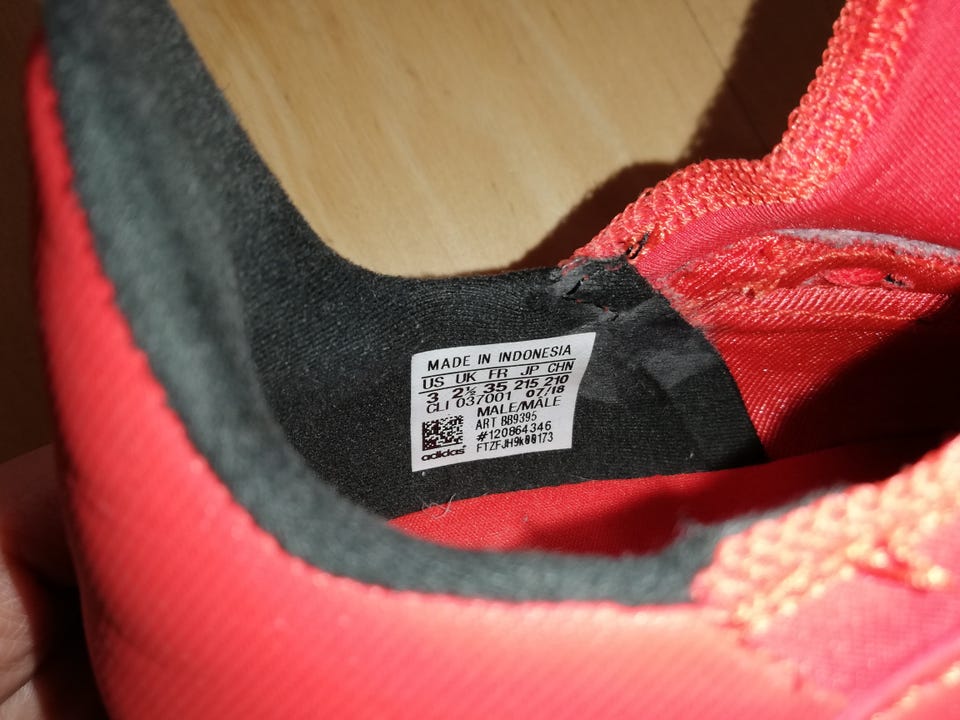 MADE IN INDONESIA
US UK FR JP CHN
3 2½ 35 215 210
CLI 037001 07/18
MALE/MALE
ART BB9395
#120864346
adidas